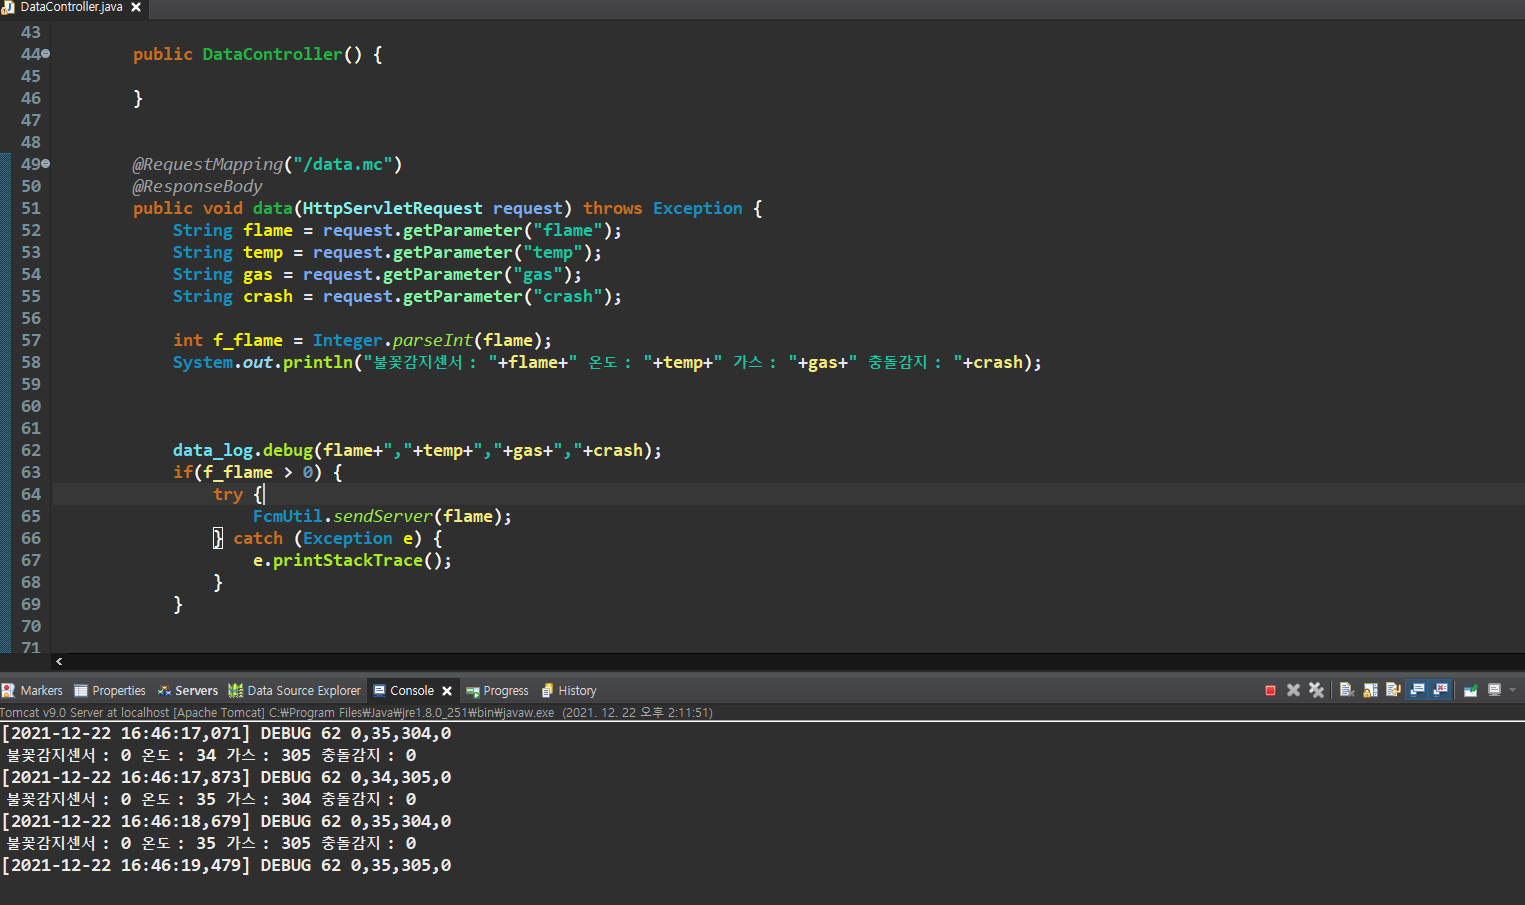 DataController.java
43
44 public DataController() {
45
46 }
47
48
49 @RequestMapping("/data.mc")
50 @ResponseBody
51 public void data(HttpServletRequest request) throws Exception {
52 String flame = request.getParameter("flame");
53 String temp = request.getParameter("temp");
54 String gas = request.getParameter("gas");
55 String crash = request.getParameter("crash");
56
57 int f_flame = Integer.parseInt(flame);
58 System.out.println("불꽃감지센서 : "+flame+" 온도 : "+temp+" 가스 : "+gas+" 충돌감지 : "+crash);
59
60
61
62 data_log.debug(flame+","+temp+","+gas+","+crash);
63 if(f_flame > 0) {
64 try {
65 FcmUtil.sendServer(flame);
66 } catch (Exception e) {
67 e.printStackTrace();
68 }
69 }
70
71
Markers Properties Servers Data Source Explorer Console Progress History
Tomcat v9.0 Server at localhost [Apache Tomcat] C:₩Program Files₩Java₩jre1.8.0_251₩bin₩javaw.exe (2021. 12. 22 오후 2:11:51)
[2021-12-22 16:46:17,071] DEBUG 62 0,35,304,0
불꽃감지센서 : 0 온도 : 34 가스 : 305 충돌감지 : 0
[2021-12-22 16:46:17,873] DEBUG 62 0,34,305,0
불꽃감지센서 : 0 온도 : 35 가스 : 304 충돌감지 : 0
[2021-12-22 16:46:18,679] DEBUG 62 0,35,304,0
불꽃감지센서 : 0 온도 : 35 가스 : 305 충돌감지 : 0
[2021-12-22 16:46:19,479] DEBUG 62 0,35,305,0